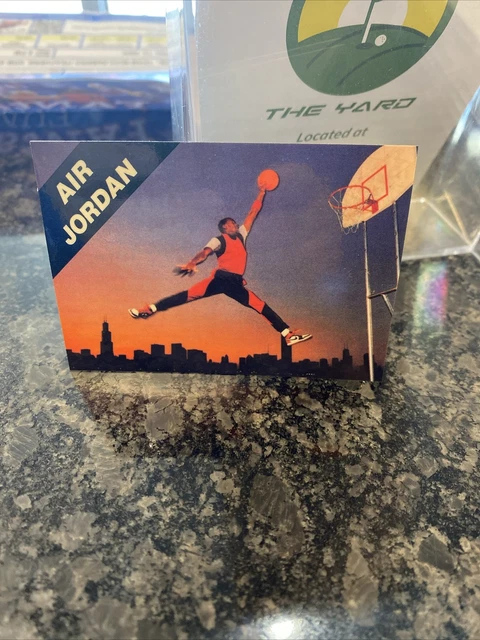 THE YARD
Located at
AIR
JORDAN